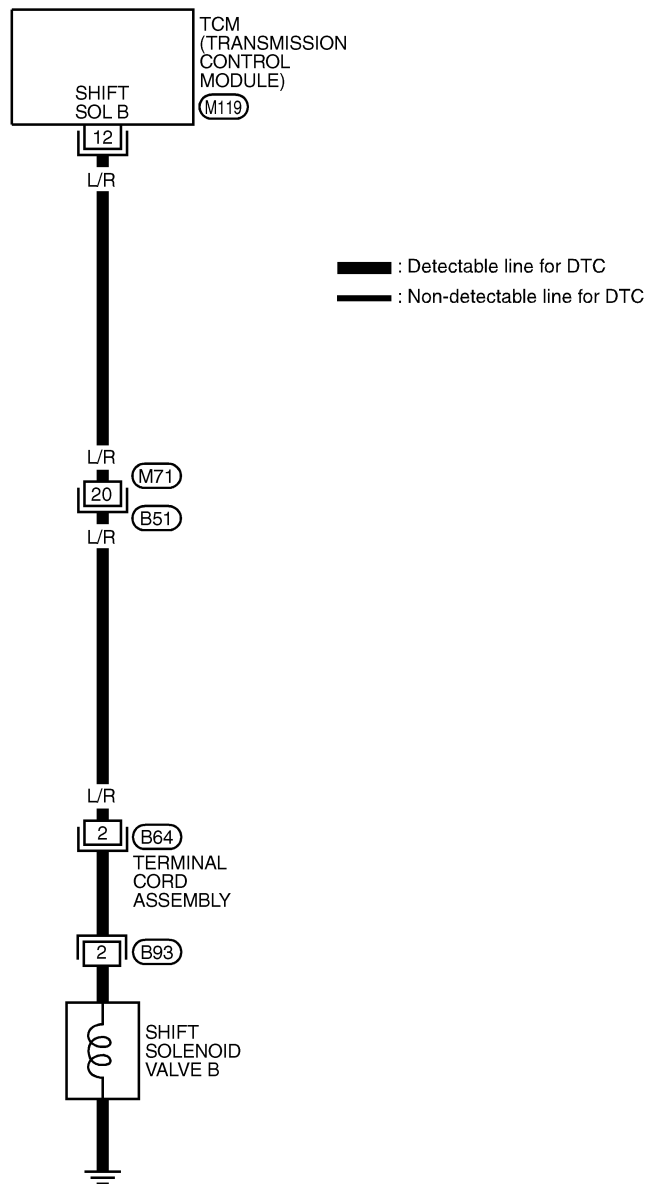 TCM
(TRANSMISSION
CONTROL
MODULE)
M119
SHIFT
SOL B
12
L/R
: Detectable line for DTC
: Non-detectable line for DTC
L/R
M71
20
B51
L/R
L/R
2
B64
TERMINAL
CORD
ASSEMBLY
2
B93
SHIFT
SOLENOID
VALVE B